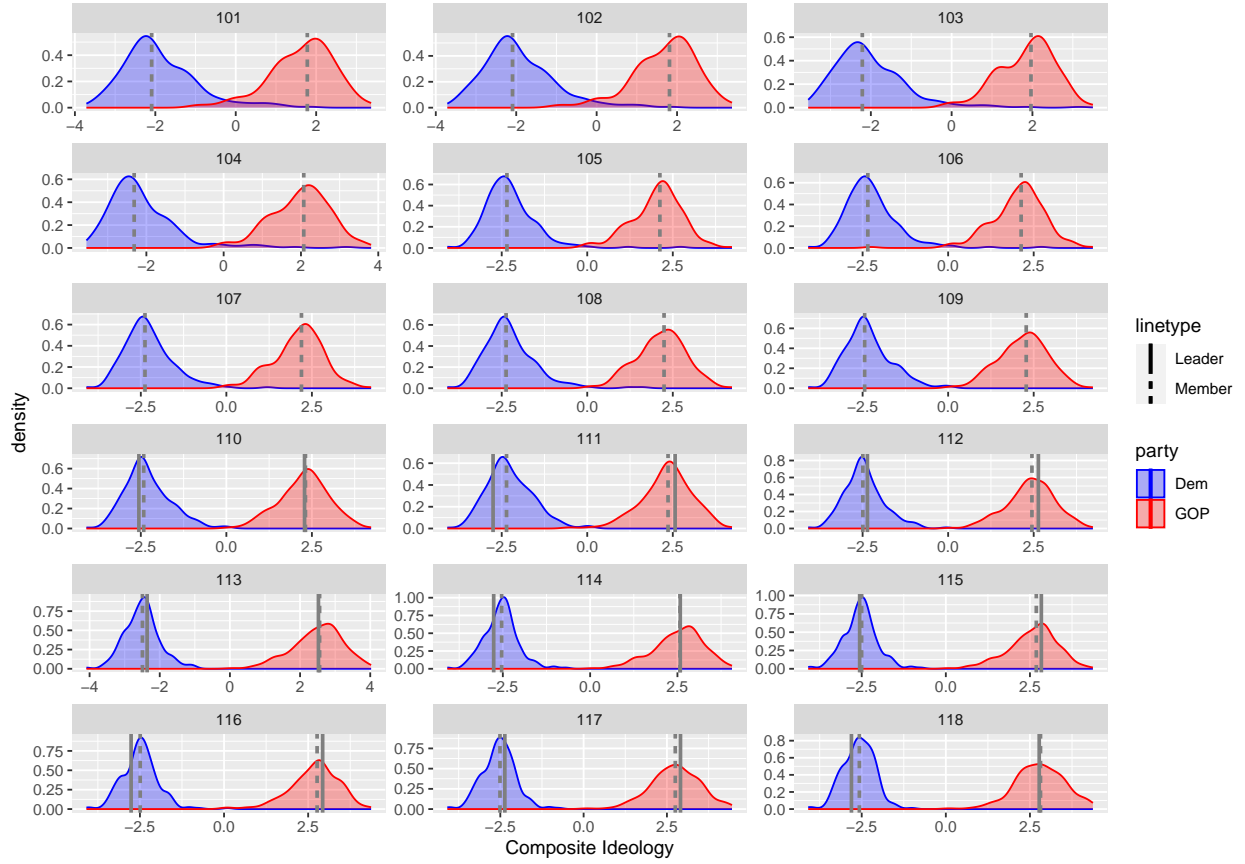 101 102 103
0.4
0.2
0.0
−4 −2 0 2
0.4
0.2
0.0
−4 −2 0 2
0.6
0.4
0.2
0.0
−2 0 2
104 105 106
0.6
0.4
0.2
0.0
−2 0 2 4
0.6
0.4
0.2
0.0
−2.5 0.0 2.5
0.6
0.4
0.2
0.0
−2.5 0.0 2.5
107 108 109
0.6
0.4
0.2
0.0
−2.5 0.0 2.5
0.6
0.4
0.2
0.0
−2.5 0.0 2.5
0.6
0.4
0.2
0.0
−2.5 0.0 2.5
110 111 112
0.6
0.4
0.2
0.0
−2.5 0.0 2.5
0.6
0.4
0.2
0.0
−2.5 0.0 2.5
0.8
0.6
0.4
0.2
0.0
−2.5 0.0 2.5
113 114 115
0.75
0.50
0.25
0.00
−4 −2 0 2 4
1.00
0.75
0.50
0.25
0.00
−2.5 0.0 2.5
1.00
0.75
0.50
0.25
0.00
−2.5 0.0 2.5
116 117 118
0.75
0.50
0.25
0.00
−2.5 0.0 2.5
0.75
0.50
0.25
0.00
−2.5 0.0 2.5
0.8
0.6
0.4
0.2
0.0
−2.5 0.0 2.5
density
Composite Ideology
linetype
Leader
Member
party
Dem
GOP